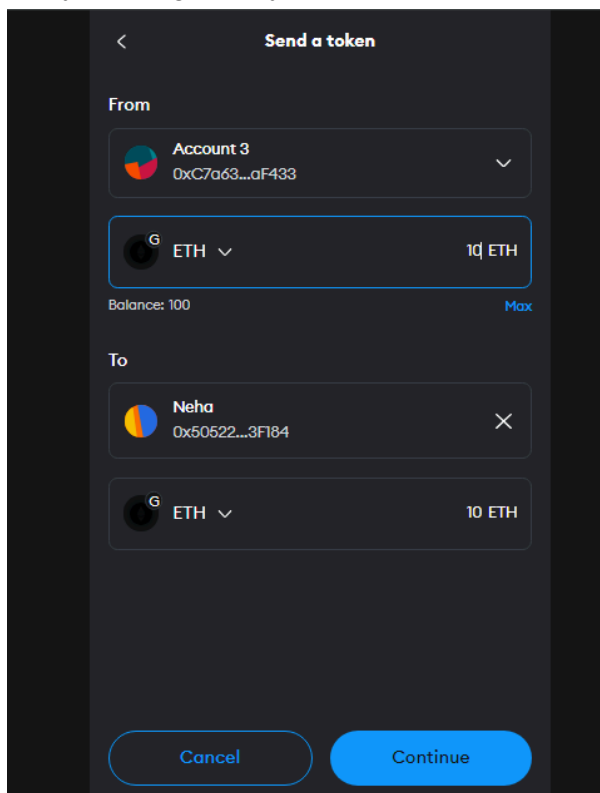 Send a token
From
Account 3
0xC7a63...aF433
G
ETH
10 ETH
Balance: 100
Max
To
Neha
0x50522...3F184
G
ETH
10 ETH
Cancel
Continue